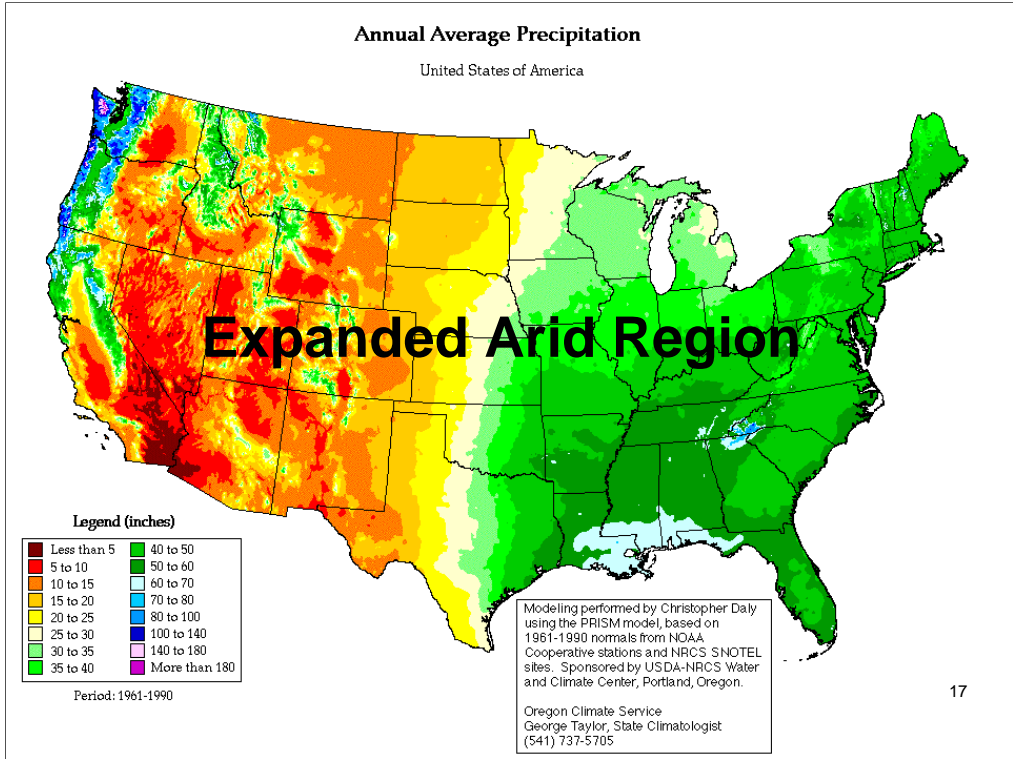 Annual Average Precipitation
United States of America
Expanded Arid Region
Legend (inches)
Less than 5
5 to 10
10 to 15
15 to 20
20 to 25
25 to 30
30 to 35
35 to 40
40 to 50
50 to 60
60 to 70
70 to 80
80 to 100
100 to 140
140 to 180
More than 180
Period: 1961-1990
Modeling performed by Christopher Daly
using the PRISM model, based on
1961-1990 normals from NOAA
Cooperative stations and NRCS SNOTEL
sites. Sponsored by USDA-NRCS Water
and Climate Center, Portland, Oregon.
Oregon Climate Service
George Taylor, State Climatologist
(541) 737-5705
17